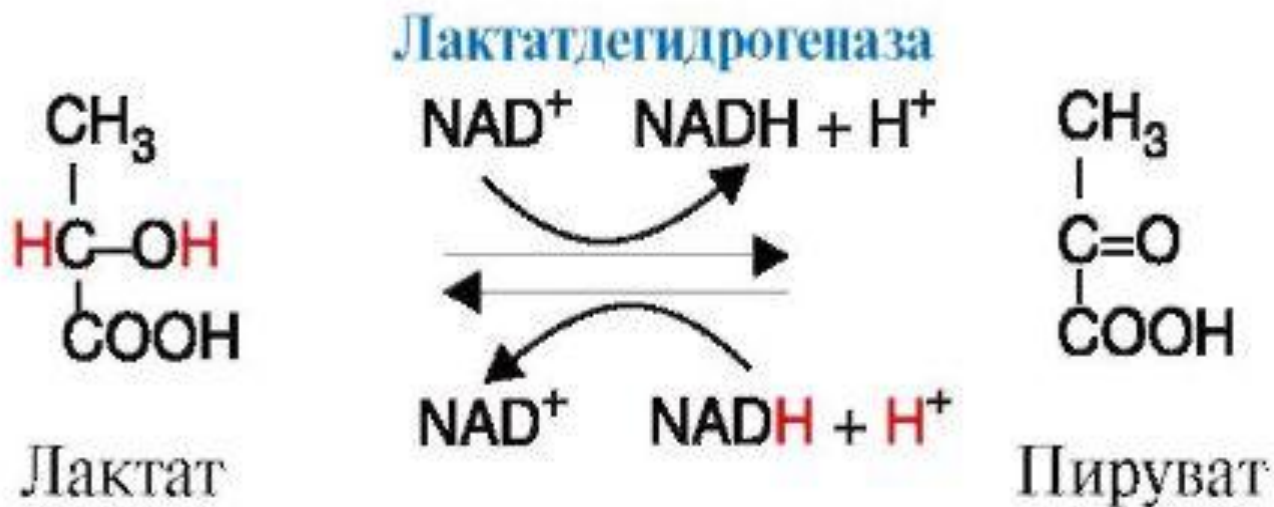 Лактатдегидрогеназа
NAD⁺ NADH + H⁺
CH₃
HC—OH
COOH
CH₃
C=O
COOH
NAD⁺ NADH + H⁺
Лактат
Пируват